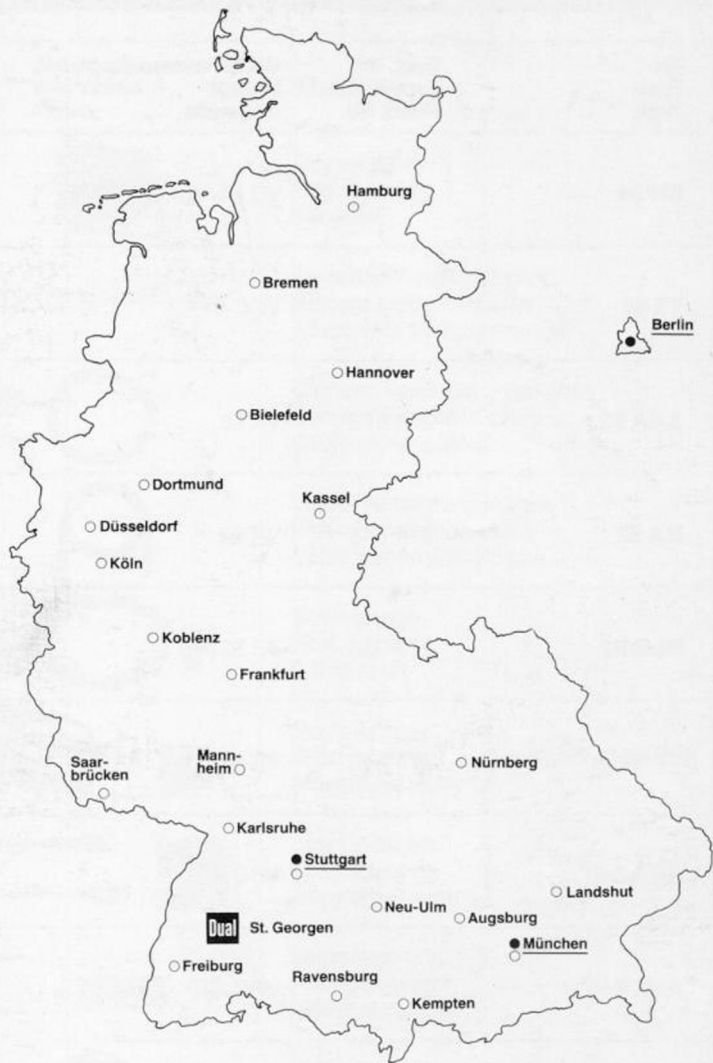 Hamburg
Bremen
Berlin
Hannover
Bielefeld
Dortmund
Kassel
Düsseldorf
Köln
Koblenz
Frankfurt
Saar-
brücken
Mann-
heim
Nürnberg
Karlsruhe
Stuttgart
Landshut
Neu-Ulm
Augsburg
Dual St. Georgen
München
Freiburg
Ravensburg
Kempten